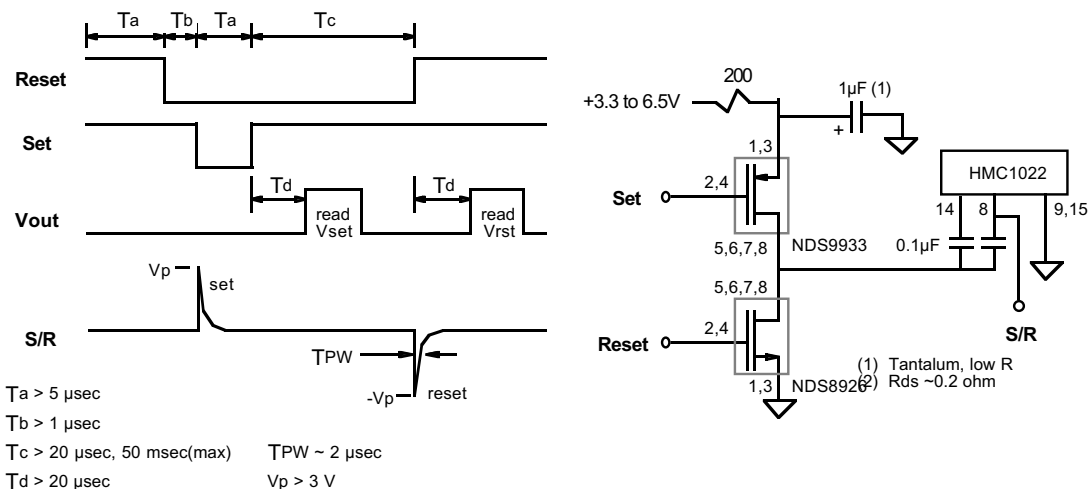 Ta Tb Ta Tc
Reset
Set
Td Td
Vout
read
Vset
read
Vrst
Vp
set
S/R
TPW
-Vp reset
Ta > 5 µsec
Tb > 1 µsec
Tc > 20 µsec, 50 msec(max) TPW ~ 2 µsec
Td > 20 µsec Vp > 3 V
200
+3.3 to 6.5V
1µF (1)
+
1,3
HMC1022
2,4
Set
14 8 9,15
5,6,7,8 NDS9933 0.1µF
5,6,7,8
S/R
2,4
Reset
1,3 NDS8926
(1) Tantalum, low R
(2) Rds ~0.2 ohm